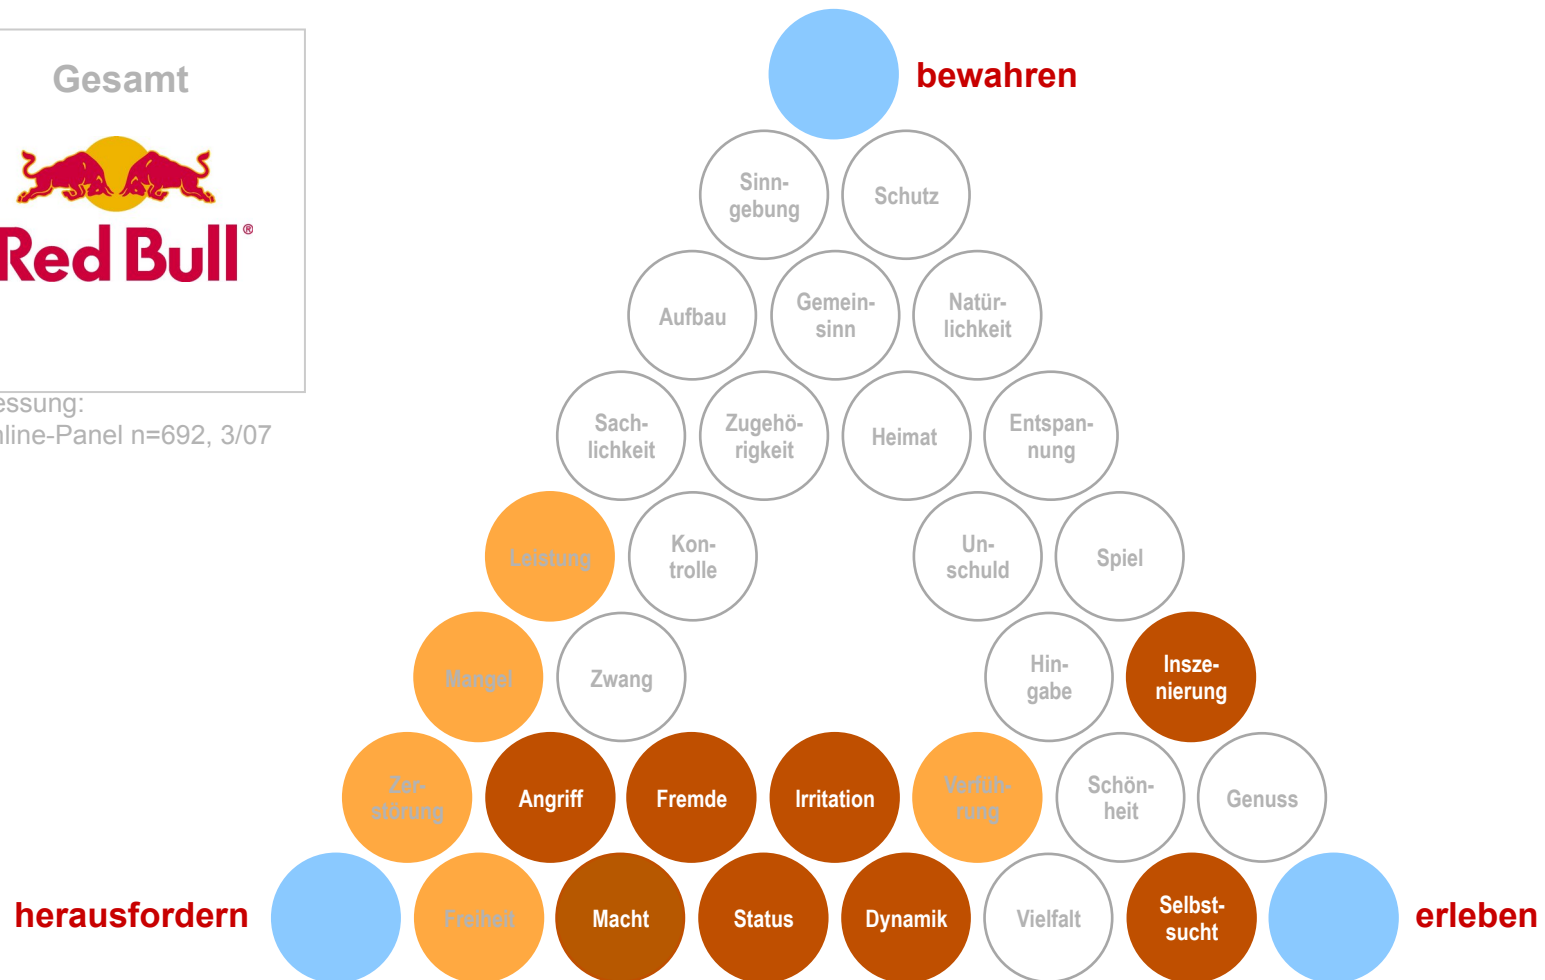 Gesamt
Red Bull®
essung:
nline-Panel n=692, 3/07
bewahren
Sinn-
gebung
Schutz
Aufbau
Gemein-
sinn
Natür-
lichkeit
Sach-
lichkeit
Zugehö-
rigkeit
Heimat
Entspan-
nung
Leistung
Kon-
trolle
Un-
schuld
Spiel
Mangel
Zwang
Hin-
gabe
Insze-
nierung
Zer-
störung
Angriff
Fremde
Irritation
Verfüh-
rung
Schön-
heit
Genuss
herausfordern
Freiheit
Macht
Status
Dynamik
Vielfalt
Selbst-
sucht
erleben